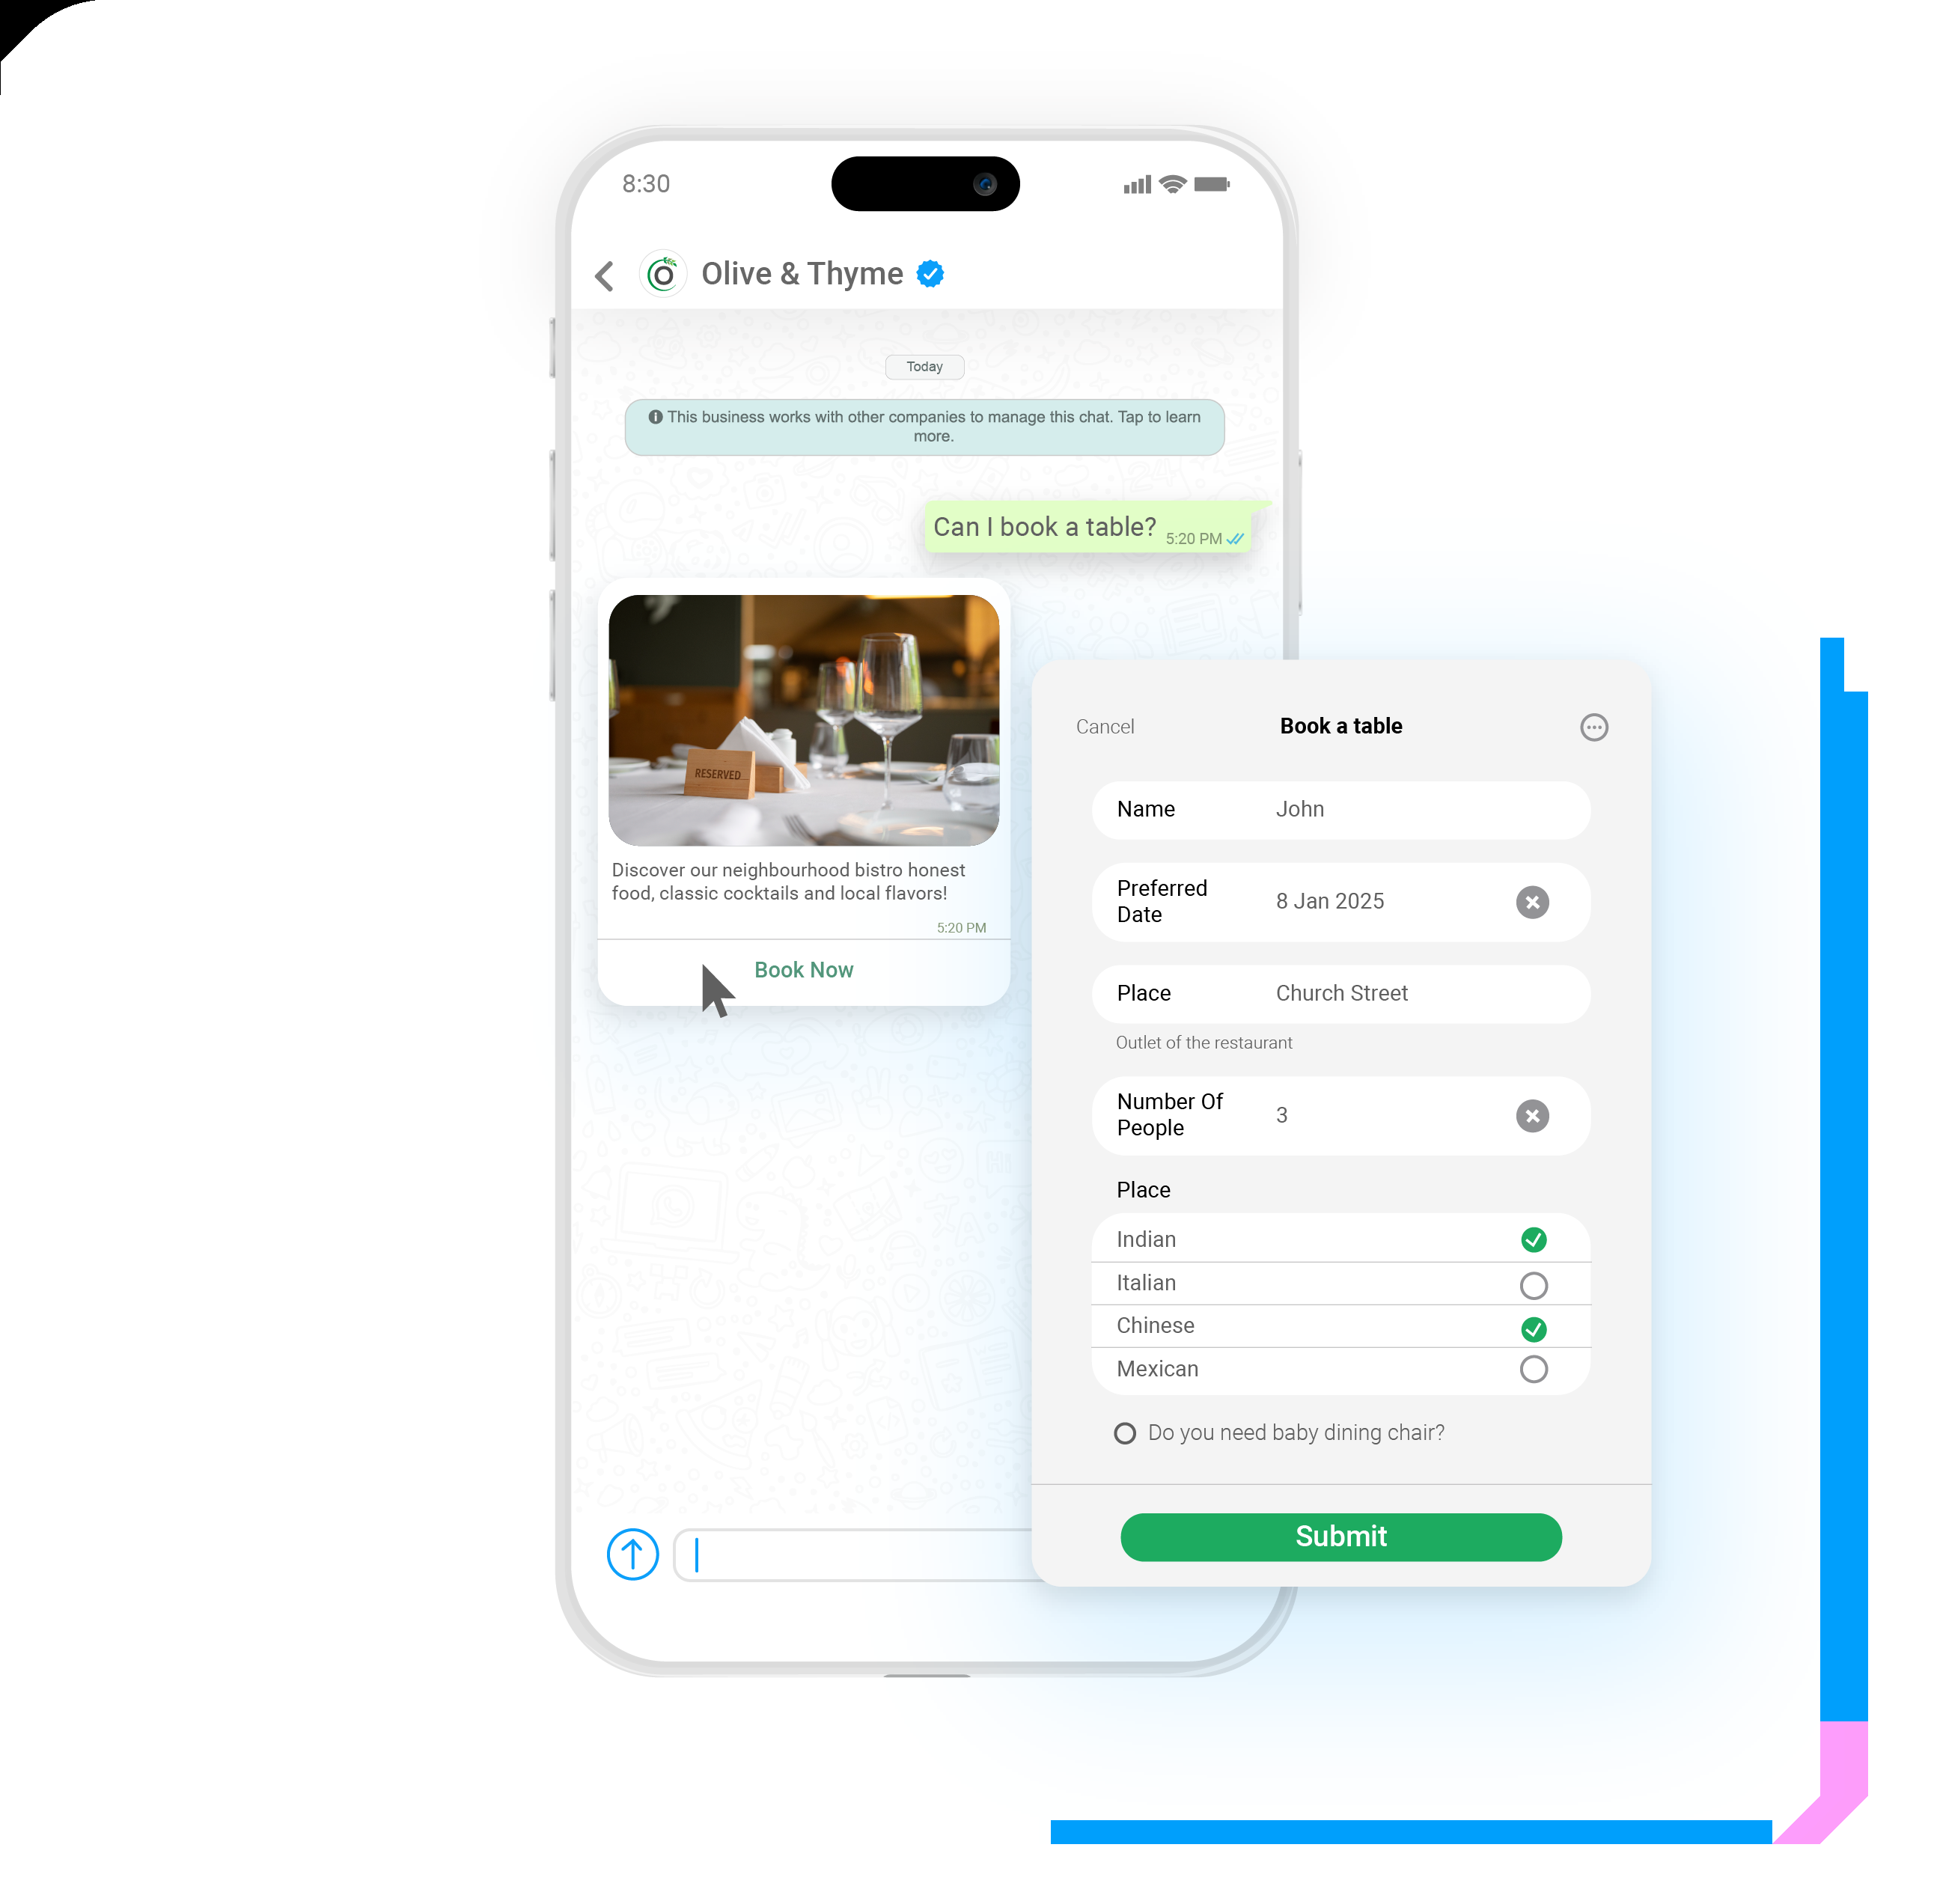 8:30
Olive & Thyme
Today
This business works with other companies to manage this chat. Tap to learn
more.
Can I book a table?
5:20 PM
RESERVED
Discover our neighbourhood bistro honest
food, classic cocktails and local flavors!
5:20 PM
Book Now
Cancel
Book a table
Name
John
Preferred
Date
8 Jan 2025
Place
Church Street
Outlet of the restaurant
Number Of
People
3
Place
Indian
Italian
Chinese
Mexican
Do you need baby dining chair?
Submit